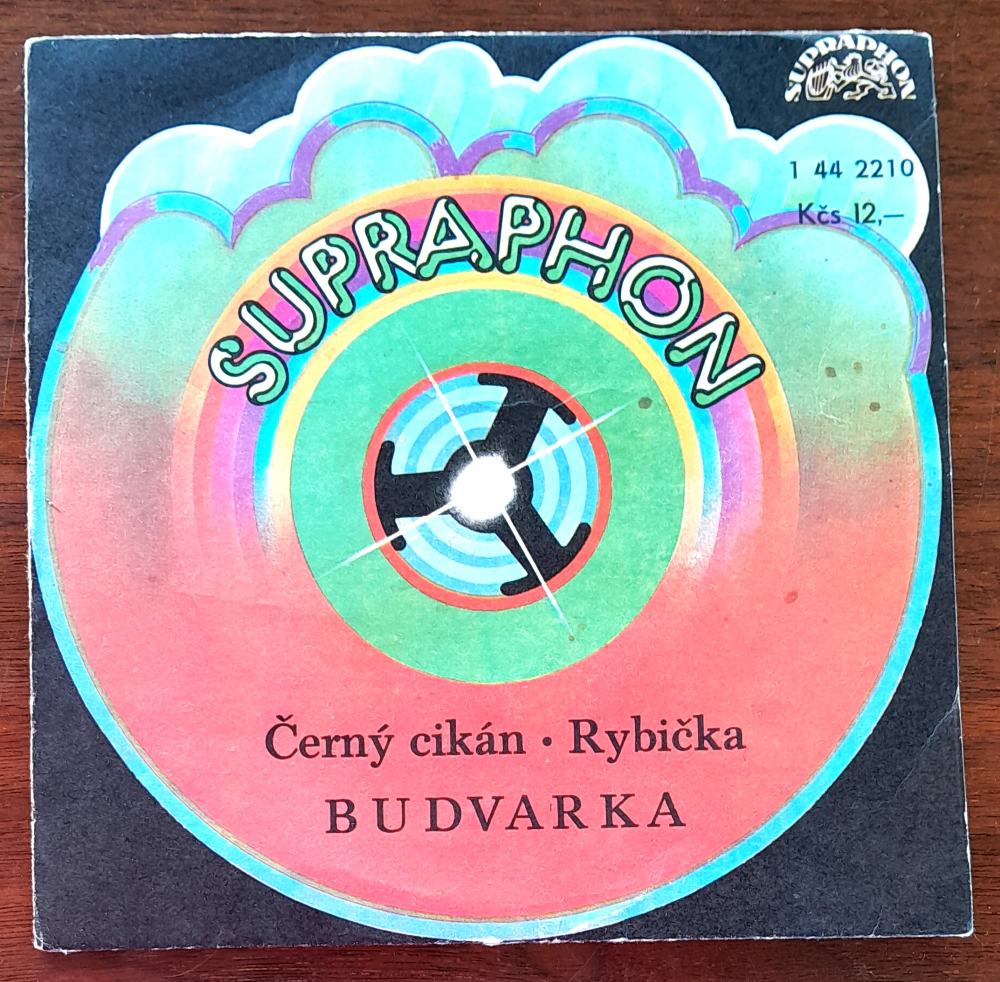 SUPRAPHON
1 44 2210
Kčs 12,—
SUPRAPHON
Černý cikán · Rybička
BUDVARKA